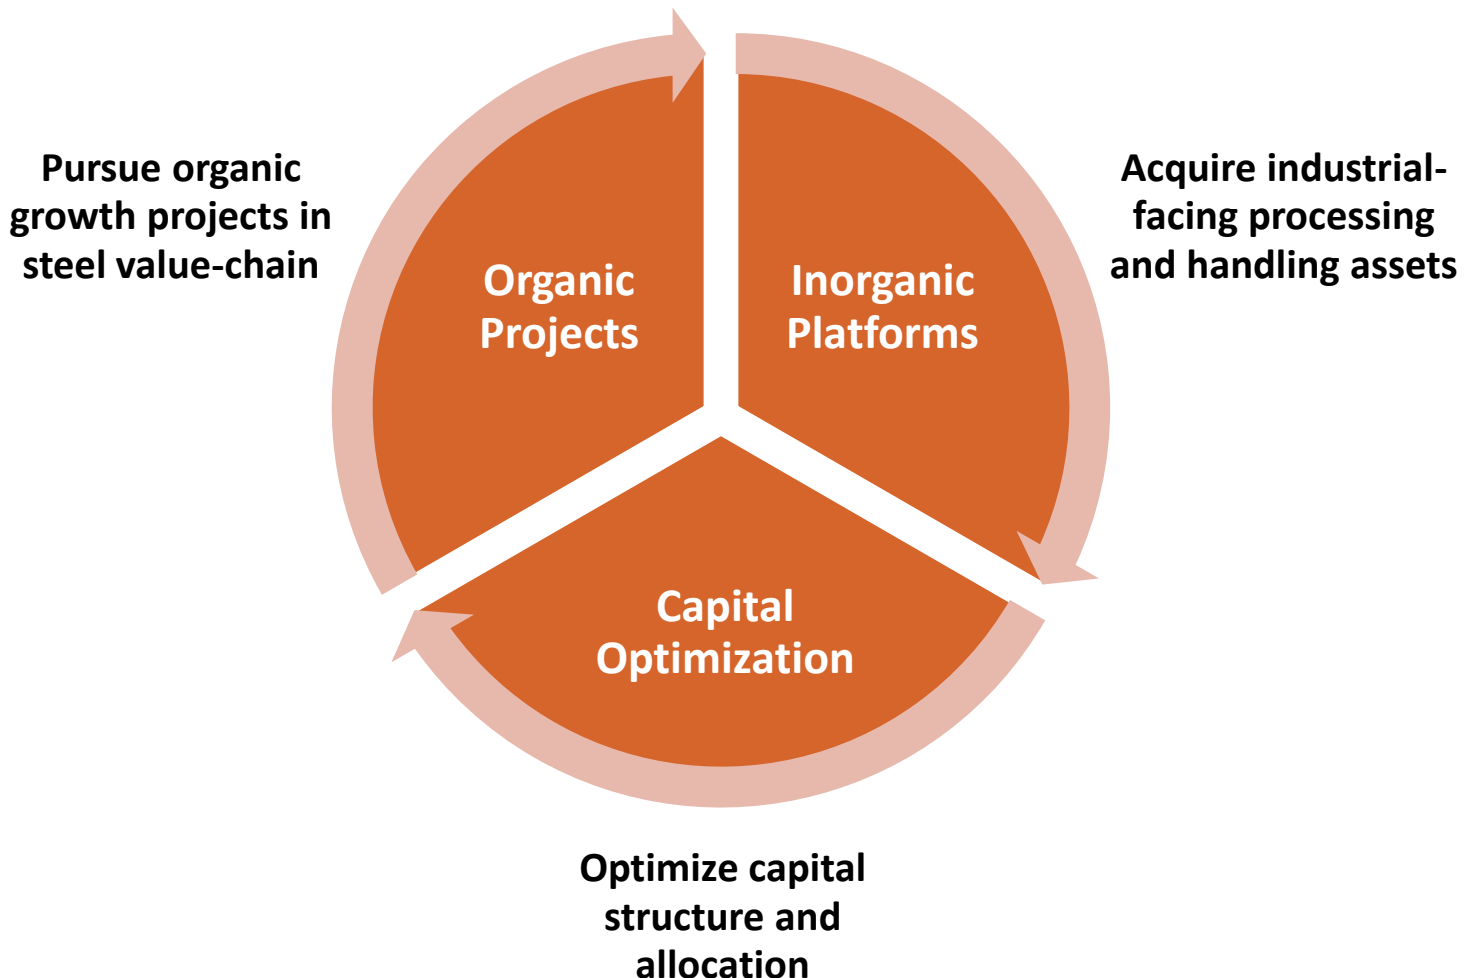 Pursue organic
growth projects in
steel value-chain
Organic
Projects
Inorganic
Platforms
Acquire industrial-
facing processing
and handling assets
Capital
Optimization
Optimize capital
structure and
allocation